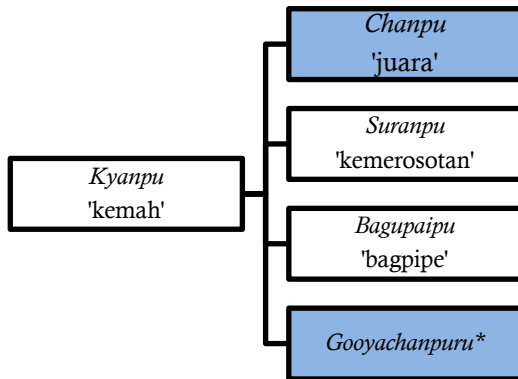 Kyanpu
'kemah'
Chanpu
'juara'
Suranpu
'kemerosotan'
Bagupaipu
'bagpipe'
Gooyachanpuru*